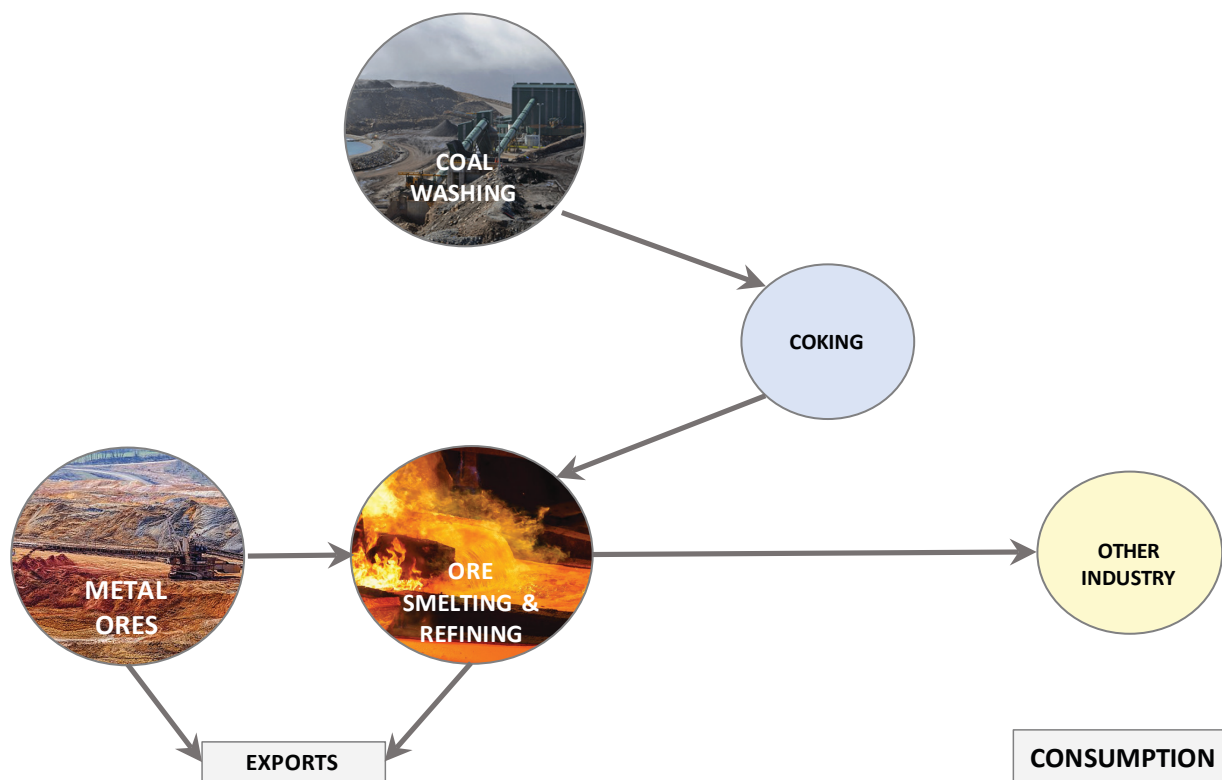 COAL
WASHING
COKING
METAL
ORES
ORE
SMELTING &
REFINING
OTHER
INDUSTRY
EXPORTS
CONSUMPTION